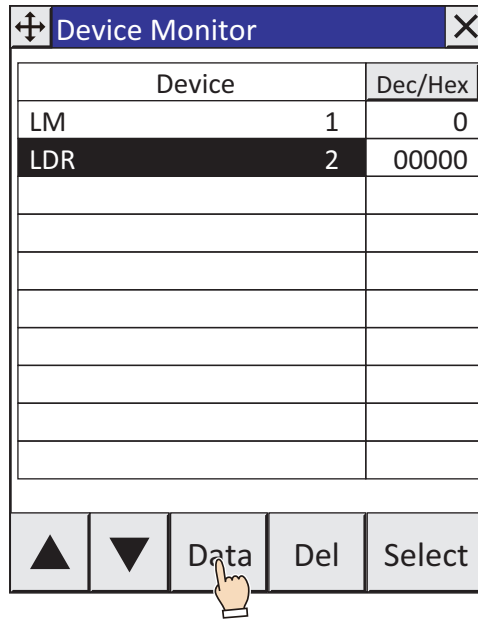 Device Monitor
Device Dec/Hex
LM 1 0
LDR 2 00000
Data Del Select